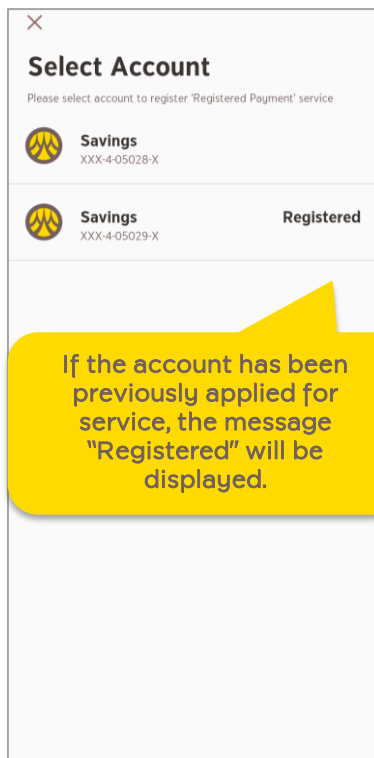 Select Account
Please select account to register 'Registered Payment' service
Savings
XXX-4-05028-X
Savings
Registered
XXX-4-05029-X
If the account has been
previously applied for
service, the message
"Registered" will be
displayed.